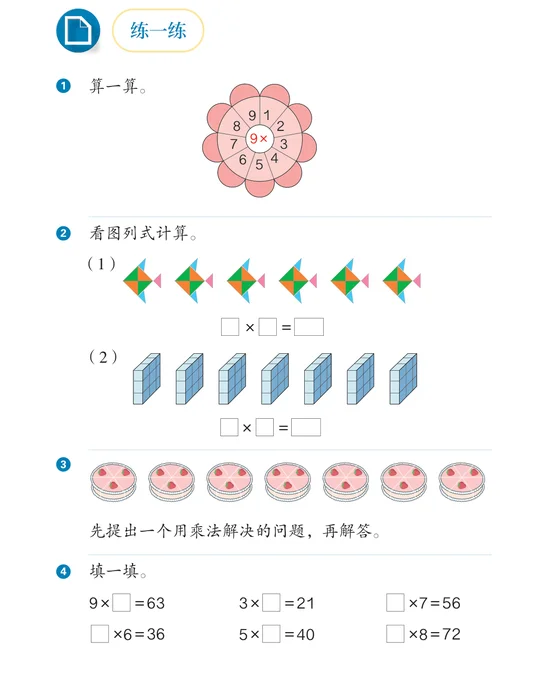 练一练
1 算一算。
9×
1
2
3
4
5
6
7
8
9
2 看图列式计算。
(1)
□×□=□
(2)
□×□=□
3
先提出一个用乘法解决的问题，再解答。
4 填一填。
9×□=63 3×□=21 □×7=56
□×6=36 5×□=40 □×8=72